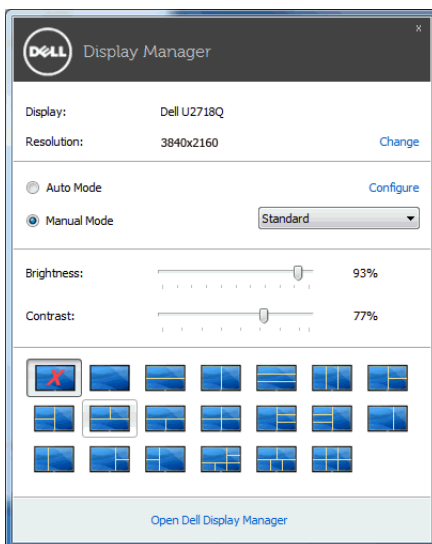 x
DELL Display Manager
Display: Dell U2718Q
Resolution: 3840x2160 Change
Auto Mode Configure
Manual Mode Standard
Brightness: 93%
Contrast: 77%
Open Dell Display Manager